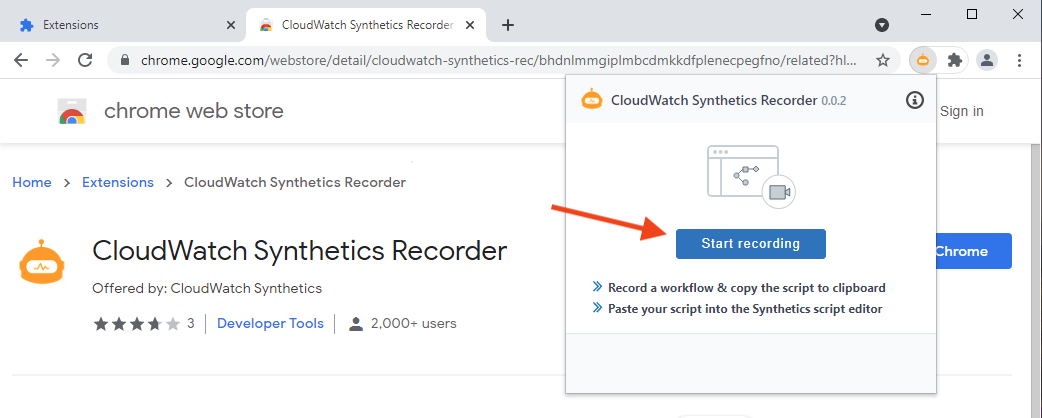 Extensions
CloudWatch Synthetics Recorder
chrome.google.com/webstore/detail/cloudwatch-synthetics-rec/bhdnlmmgiplmbcdmkkdfplenecpegfno/related?hl...
CloudWatch Synthetics Recorder 0.0.2
chrome web store
Sign in
Home > Extensions > CloudWatch Synthetics Recorder
Start recording
CloudWatch Synthetics Recorder
Chrome
Offered by: CloudWatch Synthetics
Record a workflow & copy the script to clipboard
Paste your script into the Synthetics script editor
3 Developer Tools 2,000+ users